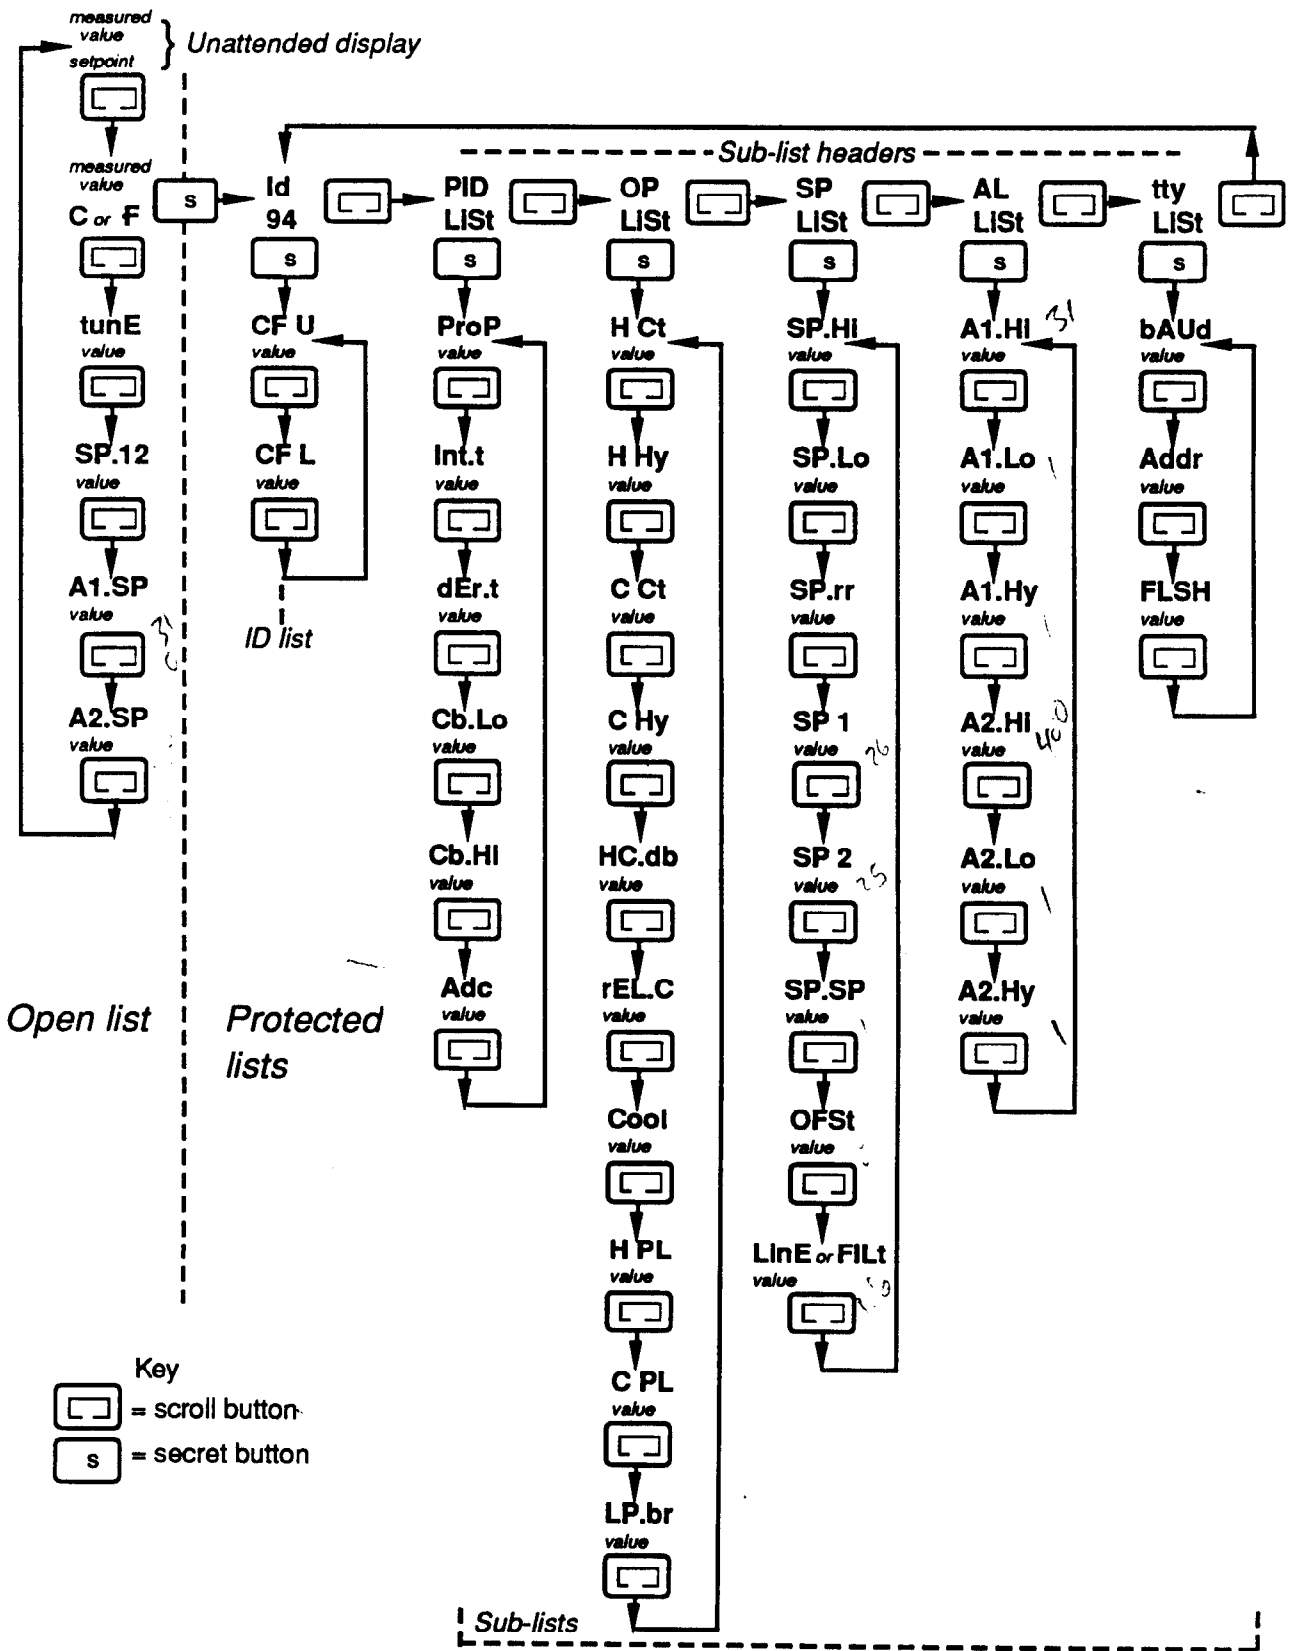 measured
value
setpoint
Unattended display
measured
value
C or F
tunE
value
SP.12
value
A1.SP
value
31
A2.SP
value
Open list
s
Id
94
s
CF U
value
CF L
value
ID list
Protected
lists
Sub-list headers
PID
LiSt
s
ProP
value
Int.t
value
dEr.t
value
Cb.Lo
value
Cb.Hi
value
Adc
value
OP
LiSt
s
H Ct
value
H Hy
value
C Ct
value
C Hy
value
HC.db
value
rEL.C
value
Cool
value
H PL
value
C PL
value
LP.br
value
SP
LiSt
s
SP.Hi
value
SP.Lo
value
SP.rr
value
SP 1
value 26
SP 2
value 25
SP.SP
value
OFSt
value
LinE or FILt
value
AL
LiSt
s
A1.Hi 31
value
A1.Lo
value
A1.Hy
value
A2.Hi
value 400
A2.Lo
value
A2.Hy
value
tty
LiSt
s
bAUd
value
Addr
value
FLSH
value
Key
= scroll button
s = secret button
Sub-lists